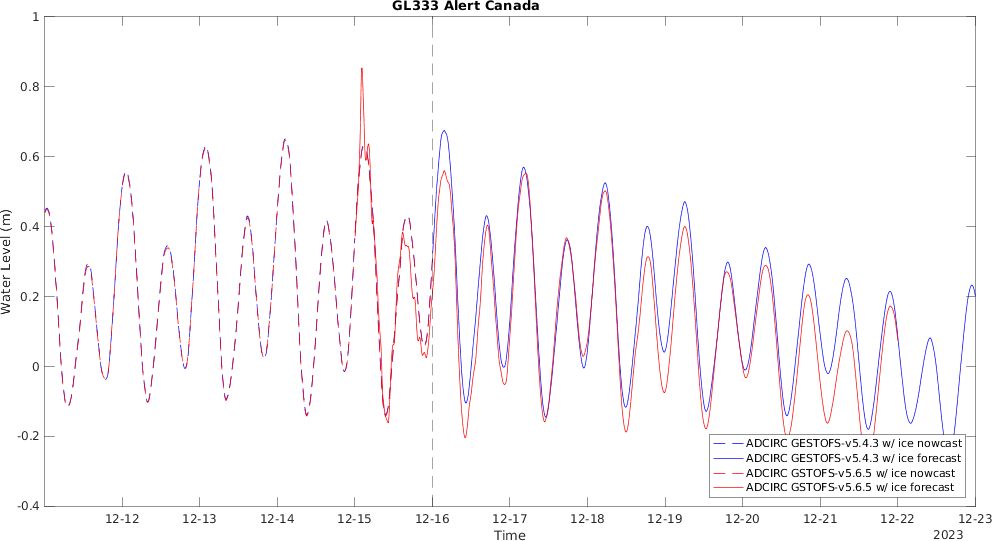 GL333 Alert Canada
1
0.8
0.6
0.4
0.2
0
-0.2
-0.4
Water Level (m)
ADCIRC GESTOFS-v5.4.3 w/ ice nowcast
ADCIRC GESTOFS-v5.4.3 w/ ice forecast
ADCIRC GSTOFS-v5.6.5 w/ ice nowcast
ADCIRC GSTOFS-v5.6.5 w/ ice forecast
12-12 12-13 12-14 12-15 12-16 12-17 12-18 12-19 12-20 12-21 12-22 12-23
Time
2023